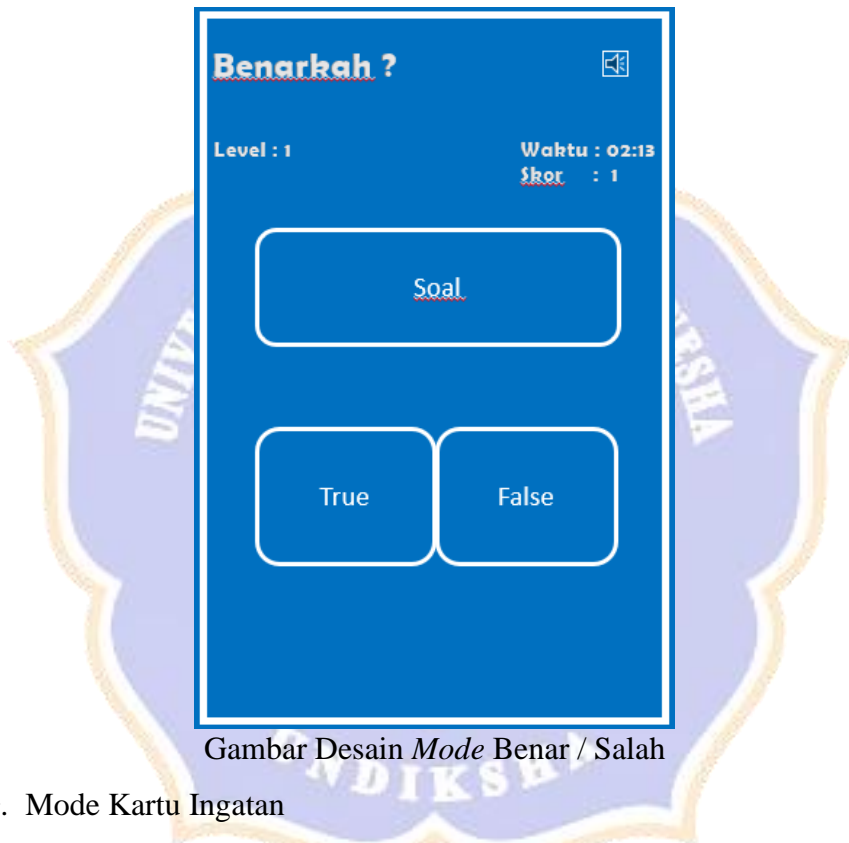 Benarkah ?
Level : 1
Waktu : 02:13
Skor : 1
Soal
True False
Gambar Desain Mode Benar / Salah
. Mode Kartu Ingatan
UNDIKSHA